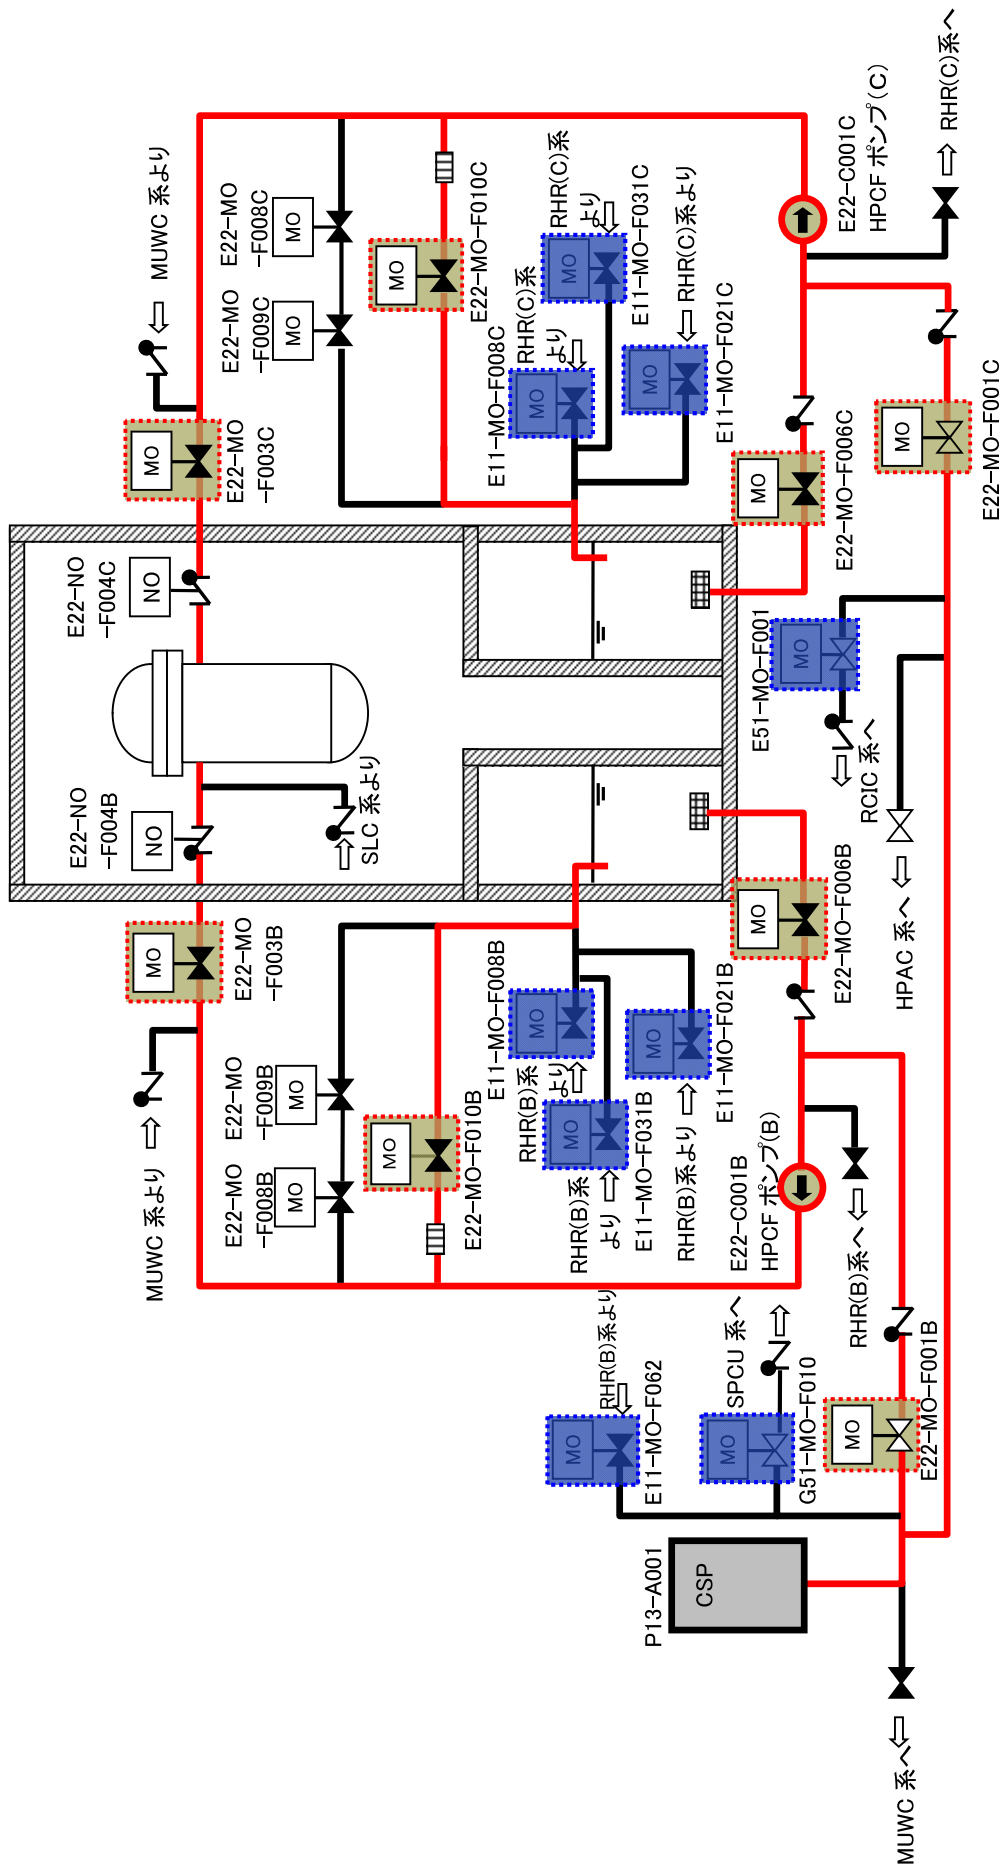 MUWC 系より
MO
E22-MO
-F003B
E22-NO
-F004B
NO
SLC 系より
E22-NO
-F004C
NO
MO
E22-MO
-F003C
MUWC 系より
E22-MO
-F008B
MO
E22-MO
-F009B
MO
MO
E22-MO-F010B
E22-MO
-F009C
MO
E22-MO
-F008C
MO
MO
E22-MO-F010C
MO
E11-MO-F008B
RHR(B)系
より
MO
E11-MO-F031B
RHR(B)系
より
MO
E11-MO-F021B
RHR(B)系より
E11-MO-F008C
MO
RHR(C)系
より
MO
E11-MO-F031C
RHR(C)系
より
MO
E11-MO-F021C
RHR(C)系より
RHR(B)系より
MO
E11-MO-F062
SPCU 系へ
MO
G51-MO-F010
P13-A001
CSP
E22-C001B
HPCF ポンプ(B)
RHR(B)系へ
MO
E22-MO-F006B
MO
E22-MO-F001B
E51-MO-F001
MO
RCIC 系へ
HPAC 系へ
MO
E22-MO-F006C
MO
E22-MO-F001C
E22-C001C
HPCF ポンプ(C)
RHR(C)系へ
MUWC 系へ